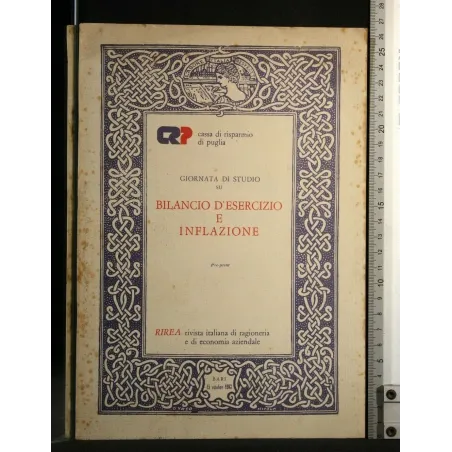 CRP
cassa di risparmio
di puglia
GIORNATA DI STUDIO
su
BILANCIO D'ESERCIZIO
E
INFLAZIONE
RIREA rivista italiana di ragioneria
e di economia aziendale
BARI